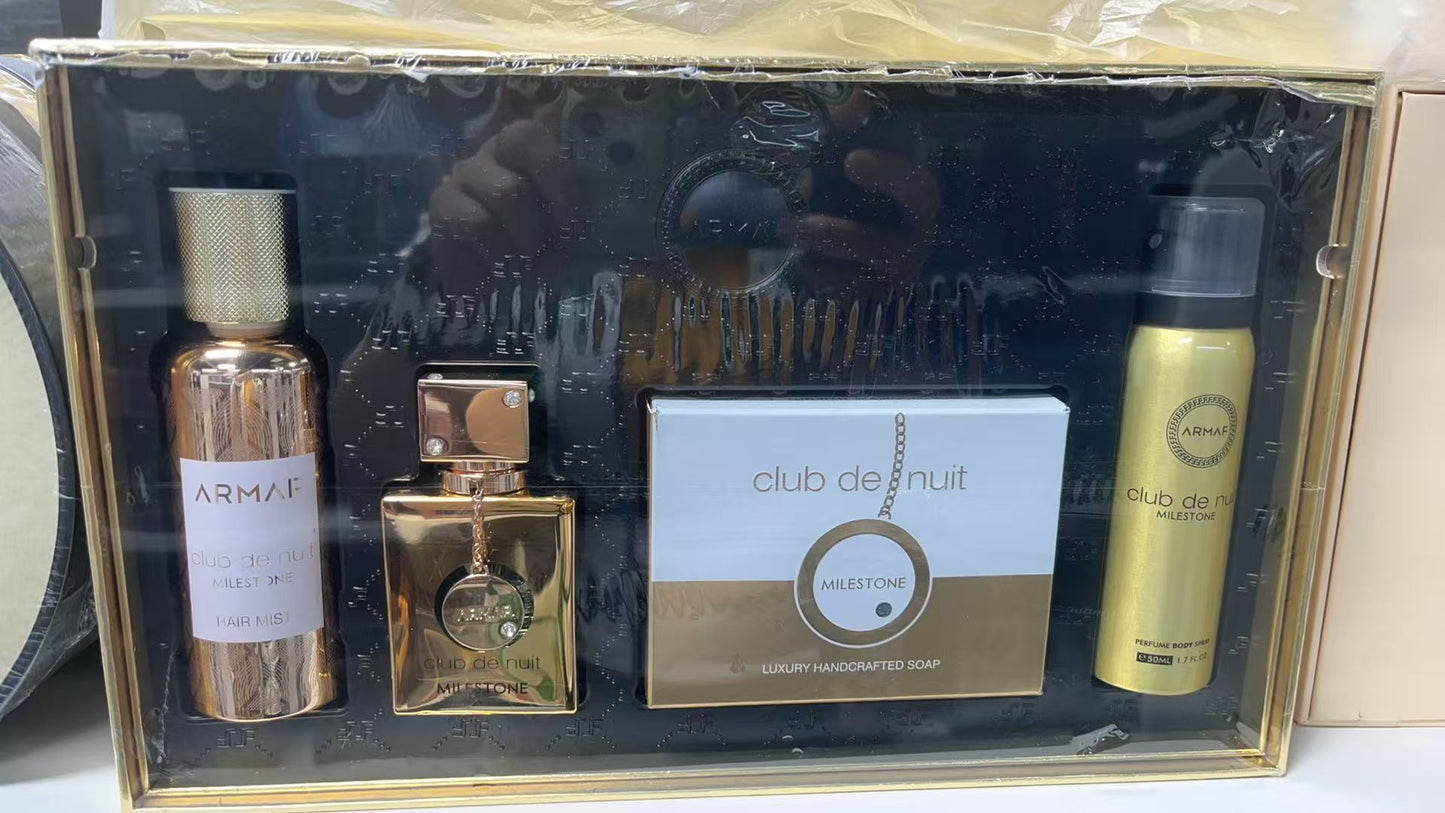 ARMAF
ARMAF
club de nuit
MILESTONE
HAIR MIST
ARMAF
club de nuit
MILESTONE
club de nuit
MILESTONE
LUXURY HANDCRAFTED SOAP
ARMAF
club de nuit
MILESTONE
PERFUME BODY SPRAY
e 50ML 1.7 FL.OZ